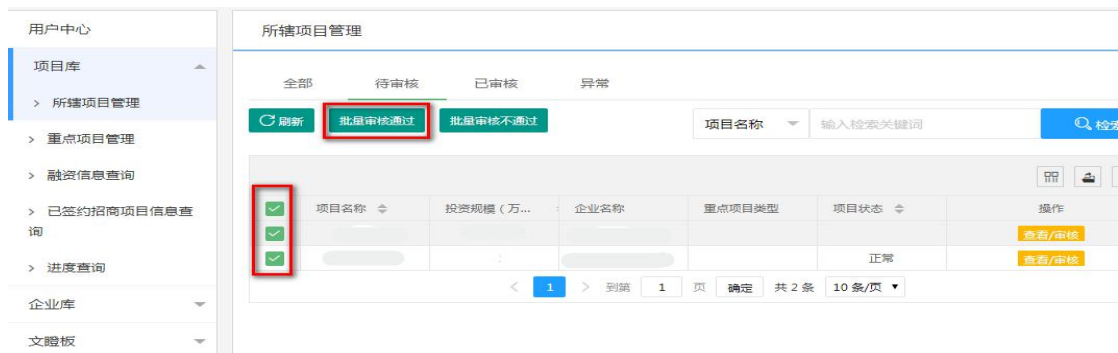 用户中心
项目库
> 所辖项目管理
> 重点项目管理
> 融资信息查询
> 已签约招商项目信息查
询
> 进度查询
企业库
文瞪板
所辖项目管理
全部 待审核 已审核 异常
刷新 批量审核通过 批量审核不通过 项目名称 输入检索关键词 检索
项目名称 投资规模（万... 企业名称 重点项目类型 项目状态 操作
查看/审核
正常 查看/审核
< 1 > 到第 1 页 确定 共 2 条 10 条/页